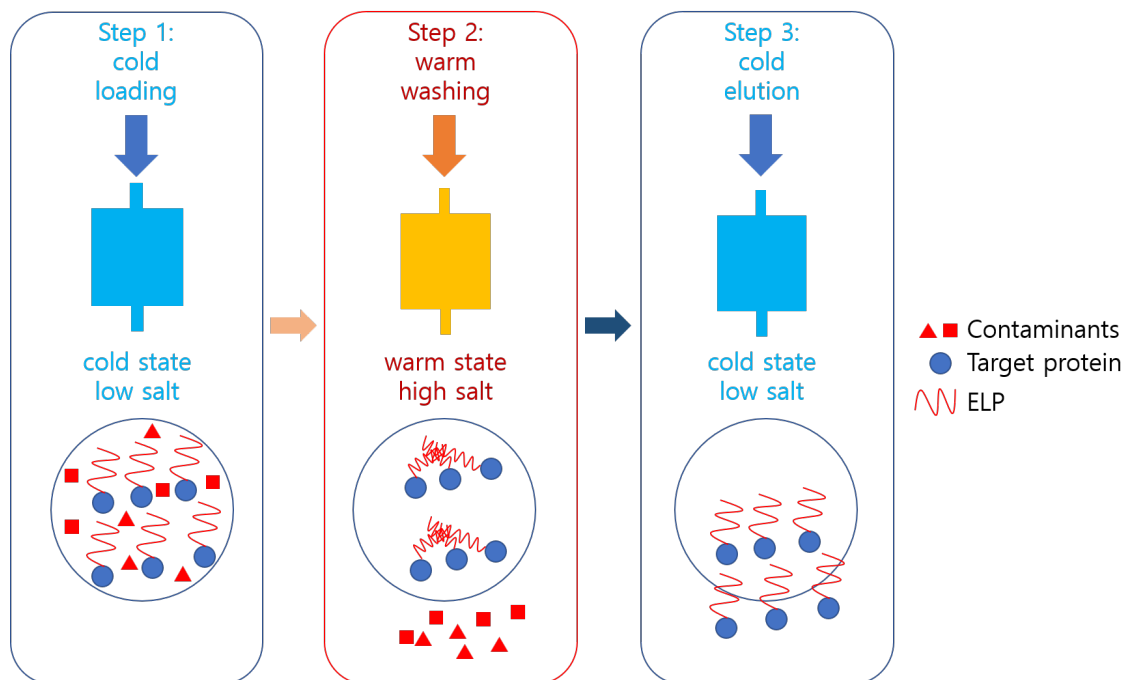 Step 1:
cold
loading
cold state
low salt
Step 2:
warm
washing
warm state
high salt
Step 3:
cold
elution
cold state
low salt
Contaminants
Target protein
ELP